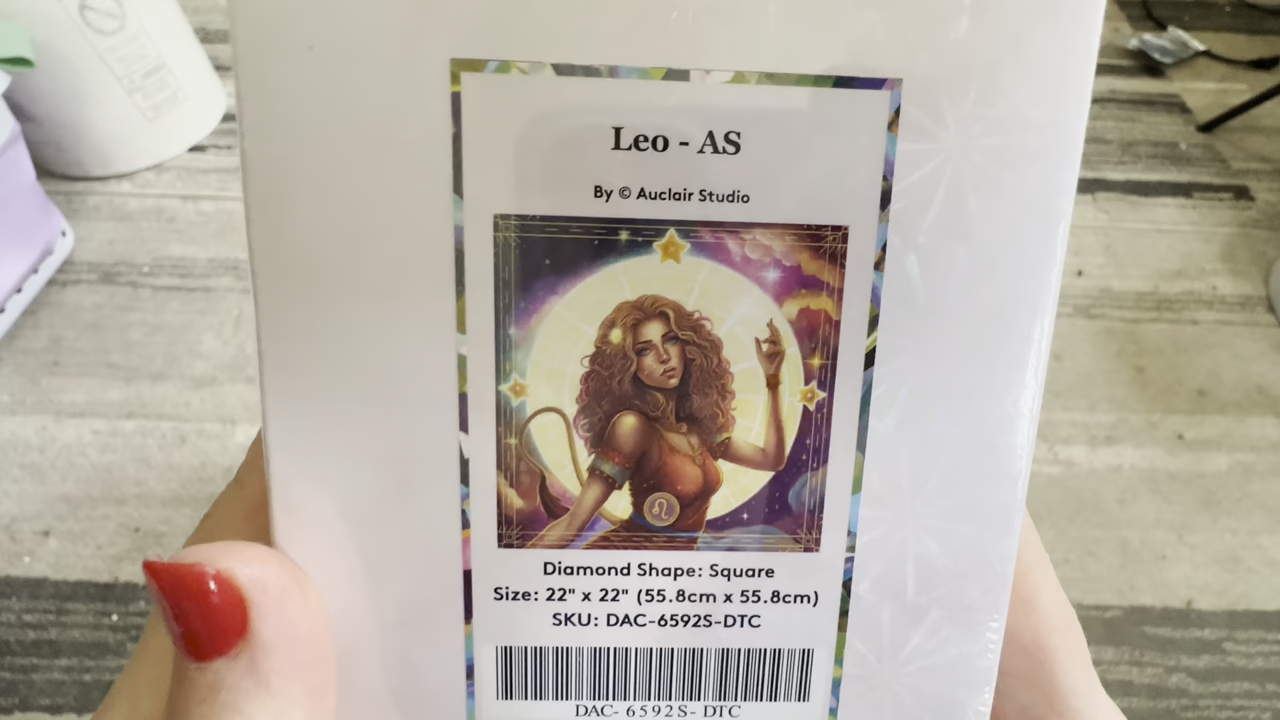 Leo - AS
By © Auclair Studio
Diamond Shape: Square
Size: 22" x 22" (55.8cm x 55.8cm)
SKU: DAC-6592S-DTC
DAC- 6592S- DTC